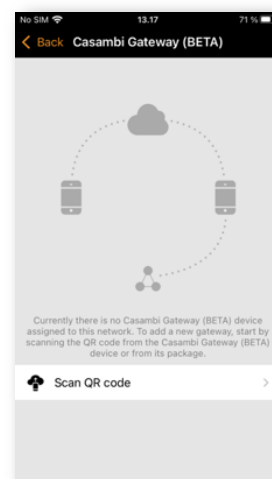 No SIM 13.17 71 %
Back Casambi Gateway (BETA)
Currently there is no Casambi Gateway (BETA) device
assigned to this network. To add a new gateway, start by
scanning the QR code from the Casambi Gateway (BETA)
device or from its package.
Scan QR code